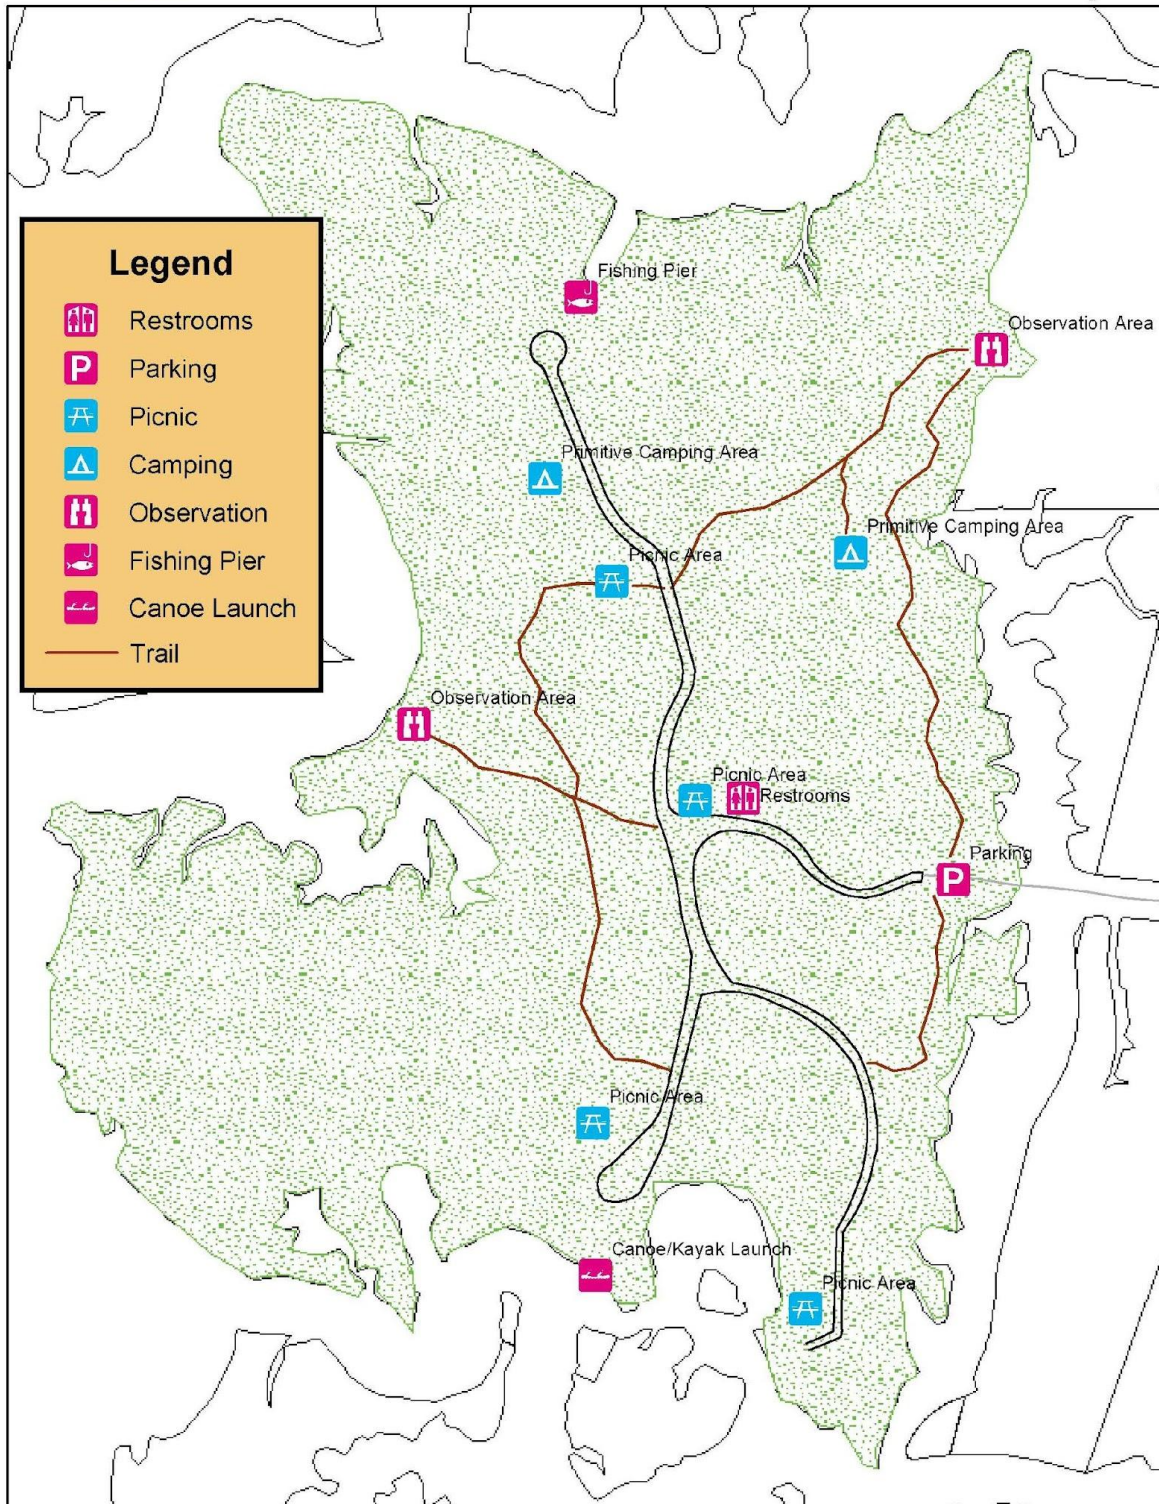 Legend
Restrooms
P Parking
Picnic
Camping
Observation
Fishing Pier
Canoe Launch
Trail
Fishing Pier
Observation Area
Primitive Camping Area
Primitive Camping Area
Picnic Area
Observation Area
Picnic Area
Restrooms
Parking
P
Picnic Area
Canoe/Kayak Launch
Picnic Area